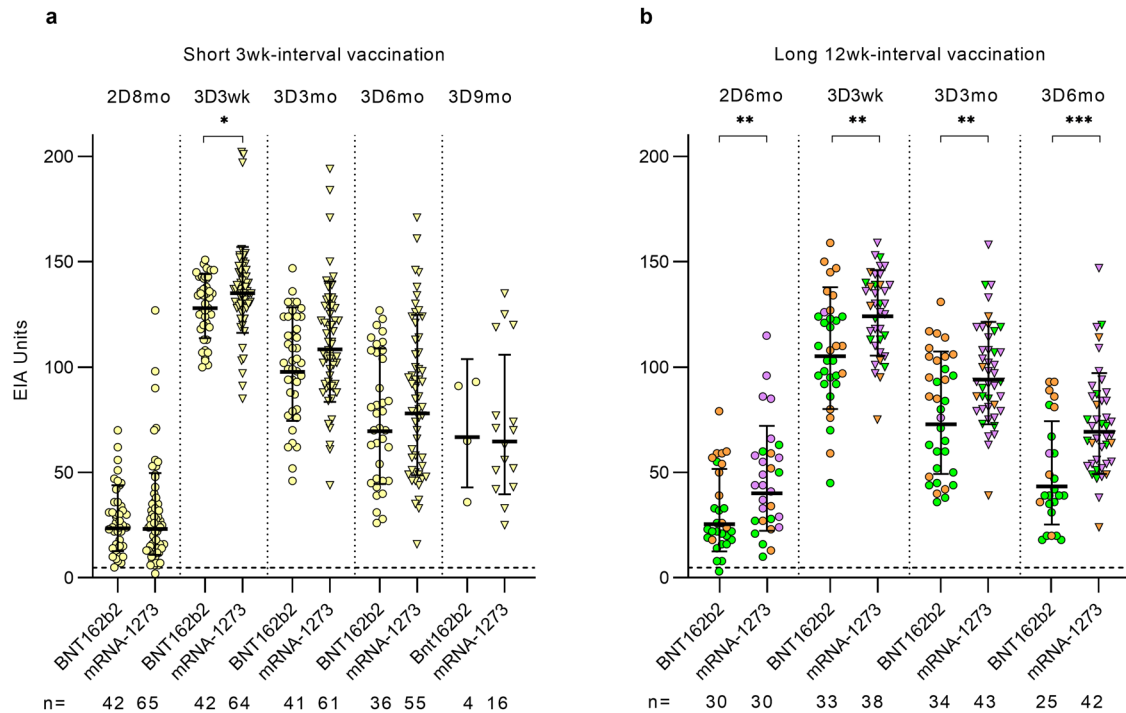 a
Short 3wk-interval vaccination
2D8mo 3D3wk 3D3mo 3D6mo 3D9mo
*
EIA Units
200
150
100
50
0
BNT162b2 mRNA-1273 BNT162b2 mRNA-1273 BNT162b2 mRNA-1273 BNT162b2 mRNA-1273 Bnt162b2 mRNA-1273
n= 42 65 42 64 41 61 36 55 4 16
b
Long 12wk-interval vaccination
2D6mo 3D3wk 3D3mo 3D6mo
** ** ** ***
200
150
100
50
0
BNT162b2 mRNA-1273 BNT162b2 mRNA-1273 BNT162b2 mRNA-1273 BNT162b2 mRNA-1273
n= 30 30 33 38 34 43 25 42